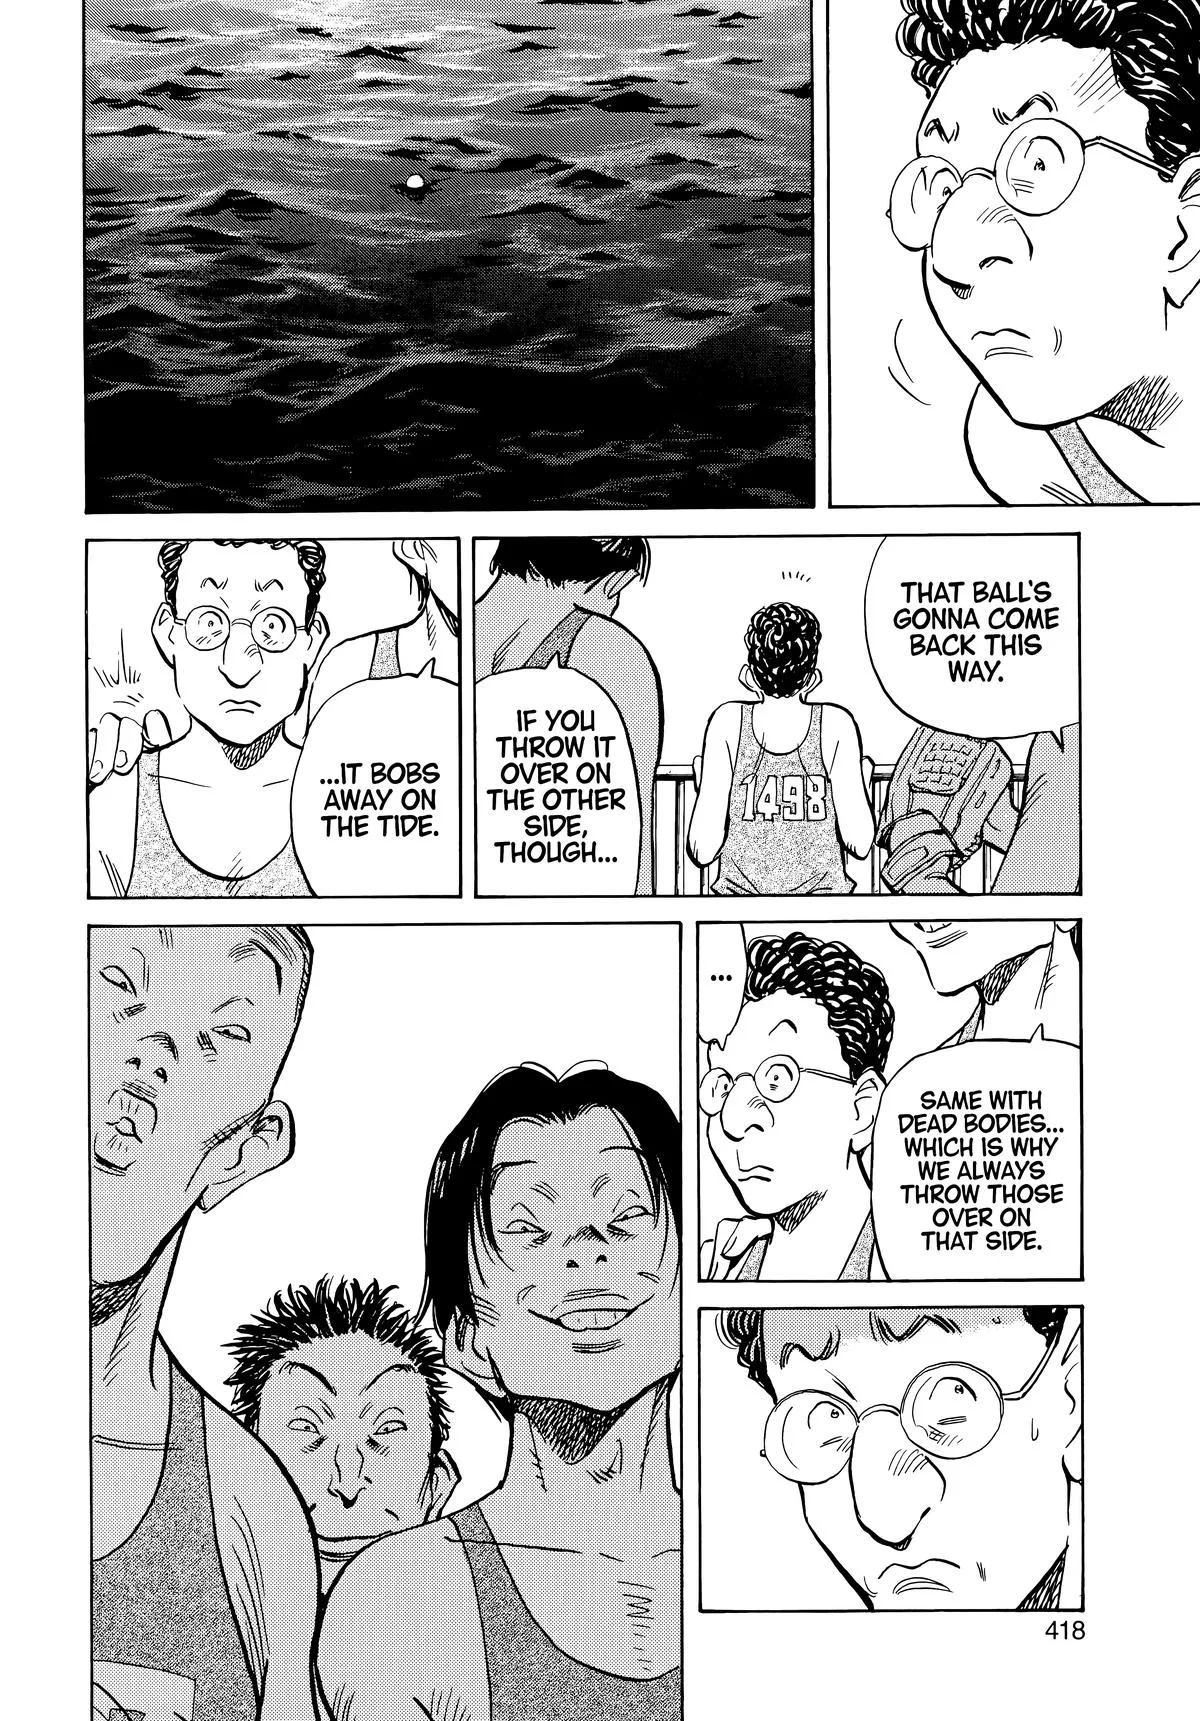 THAT BALL'S
GONNA COME
BACK THIS
WAY.
1498
IF YOU
THROW IT
OVER ON
THE OTHER
SIDE,
THOUGH...
...IT BOBS
AWAY ON
THE TIDE.
SAME WITH
DEAD BODIES...
WHICH IS WHY
WE ALWAYS
THROW THOSE
OVER ON
THAT SIDE.
...
418